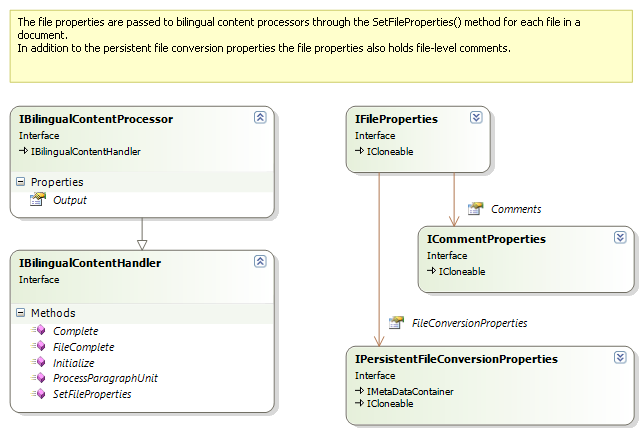 The file properties are passed to bilingual content processors through the SetFileProperties() method for each file in a
document.
In addition to the persistent file conversion properties the file properties also holds file-level comments.
IBilingualContentProcessor
Interface
IBilingualContentHandler
Properties
Output
IBilingualContentHandler
Interface
Methods
Complete
FileComplete
Initialize
ProcessParagraphUnit
SetFileProperties
IFileProperties
Interface
ICloneable
Comments
ICommentProperties
Interface
ICloneable
FileConversionProperties
IPersistentFileConversionProperties
Interface
IMetaDataContainer
ICloneable